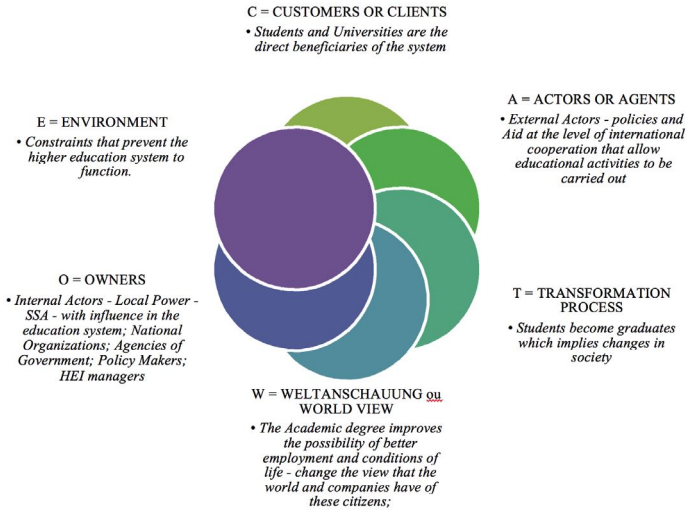 C = CUSTOMERS OR CLIENTS
• Students and Universities are the
direct beneficiaries of the system
A = ACTORS OR AGENTS
• External Actors - policies and
Aid at the level of international
cooperation that allow
educational activities to be
carried out
T = TRANSFORMATION
PROCESS
• Students become graduates
which implies changes in
society
W = WELTANSCHAUUNG ou
WORLD VIEW
• The Academic degree improves
the possibility of better
employment and conditions of
life - change the view that the
world and companies have of
these citizens;
O = OWNERS
• Internal Actors - Local Power -
SSA - with influence in the
education system; National
Organizations; Agencies of
Government; Policy Makers;
HEI managers
E = ENVIRONMENT
• Constraints that prevent the
higher education system to
function.